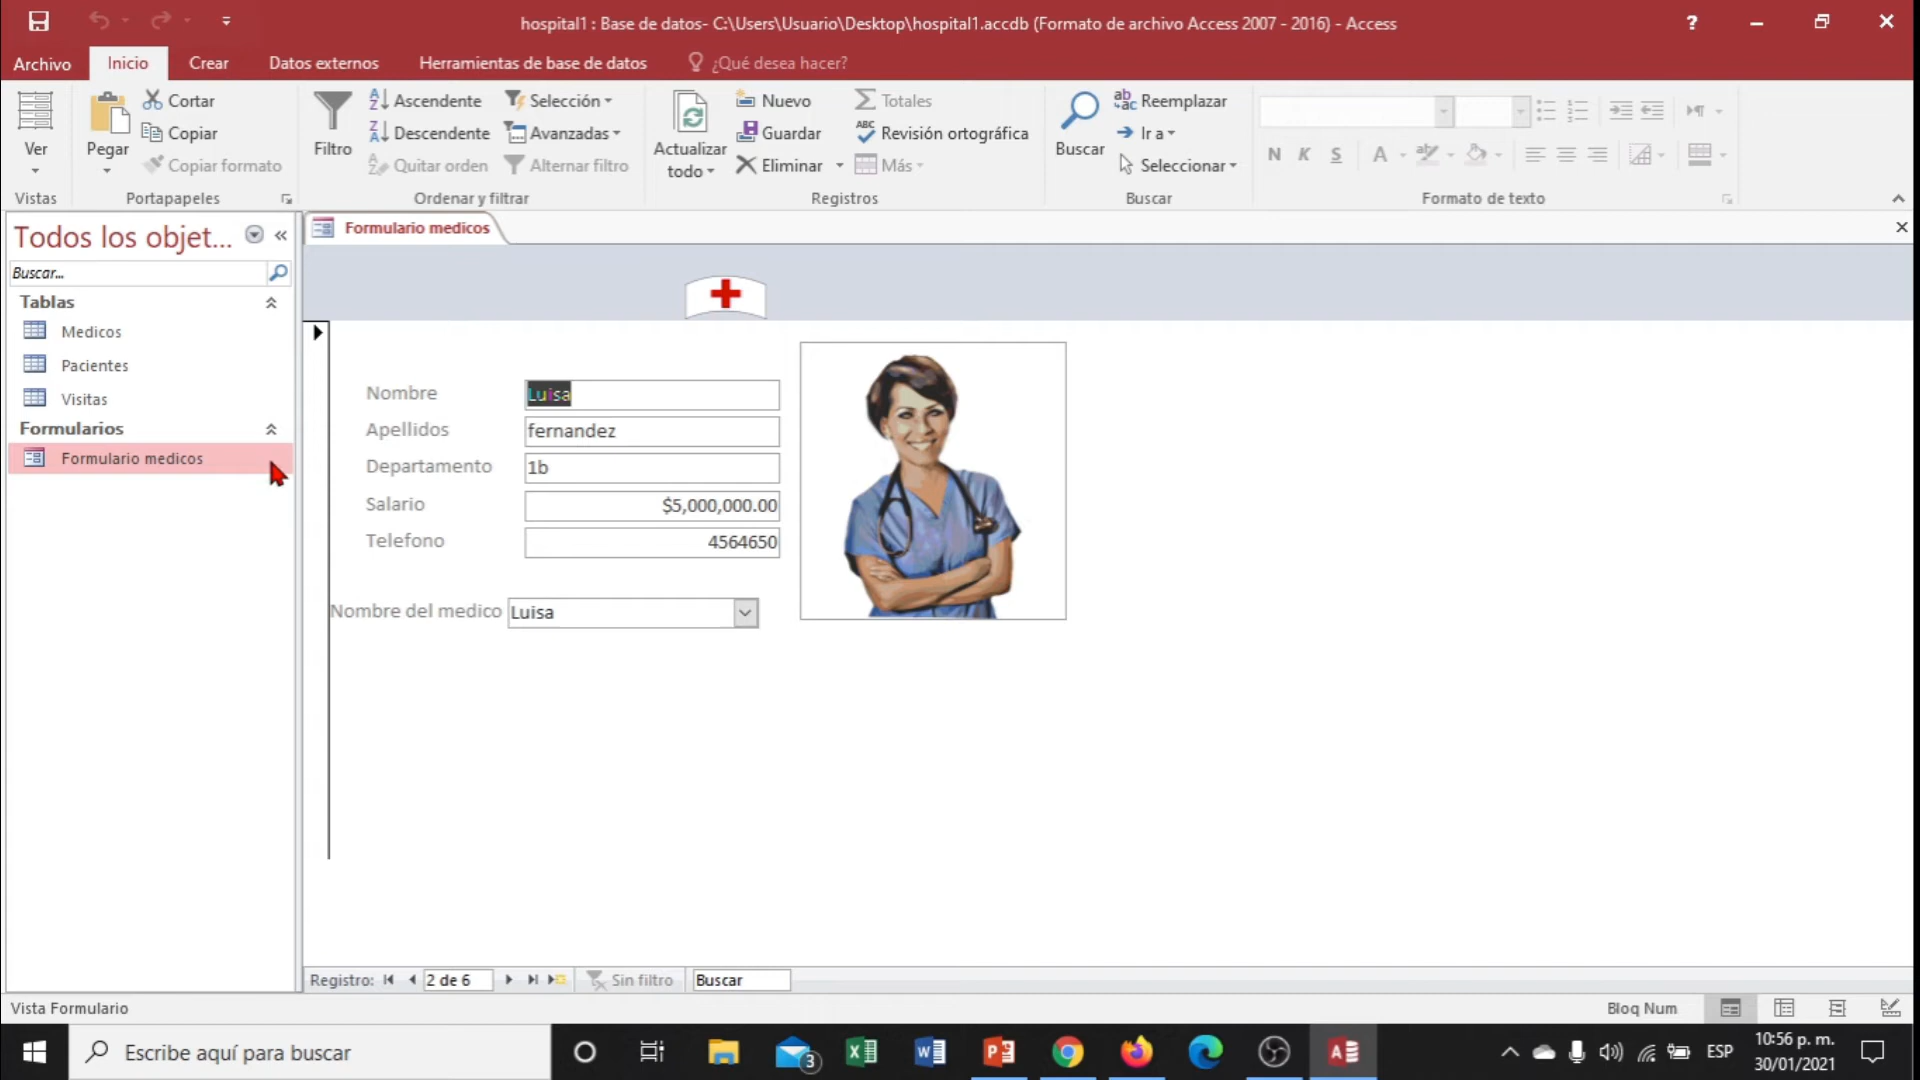 hospital1 : Base de datos- C:\Users\Usuario\Desktop\hospital1.accdb (Formato de archivo Access 2007 - 2016) - Access
?
Archivo Inicio Crear Datos externos Herramientas de base de datos ¿Qué desea hacer?
Ver
Vistas
Pegar
Cortar
Copiar
Copiar formato
Portapapeles
Filtro
Ascendente
Descendente
Quitar orden
Selección
Avanzadas
Alternar filtro
Ordenar y filtrar
Actualizar
todo
Nuevo
Guardar
Eliminar
Totales
Revisión ortográfica
Más
Registros
Buscar
Reemplazar
Ir a
Seleccionar
Buscar
N K S A
Formato de texto
Todos los objet... «
Buscar...
Tablas
Medicos
Pacientes
Visitas
Formularios
Formulario medicos
Formulario medicos
Nombre Luisa
Apellidos fernandez
Departamento 1b
Salario $5,000,000.00
Telefono 4564650
Nombre del medico Luisa
Registro: 2 de 6 Sin filtro Buscar
Vista Formulario Bloq Num
Escribe aquí para buscar
3
ESP
10:56 p. m.
30/01/2021